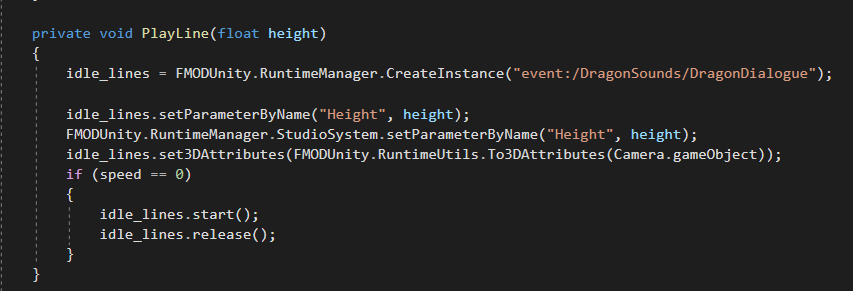 private void PlayLine(float height)
{
idle_lines = FMODUnity.RuntimeManager.CreateInstance("event:/DragonSounds/DragonDialogue");
idle_lines.setParameterByName("Height", height);
FMODUnity.RuntimeManager.StudioSystem.setParameterByName("Height", height);
idle_lines.set3DAttributes(FMODUnity.RuntimeUtils.To3DAttributes(Camera.gameObject));
if (speed == 0)
{
idle_lines.start();
idle_lines.release();
}
}